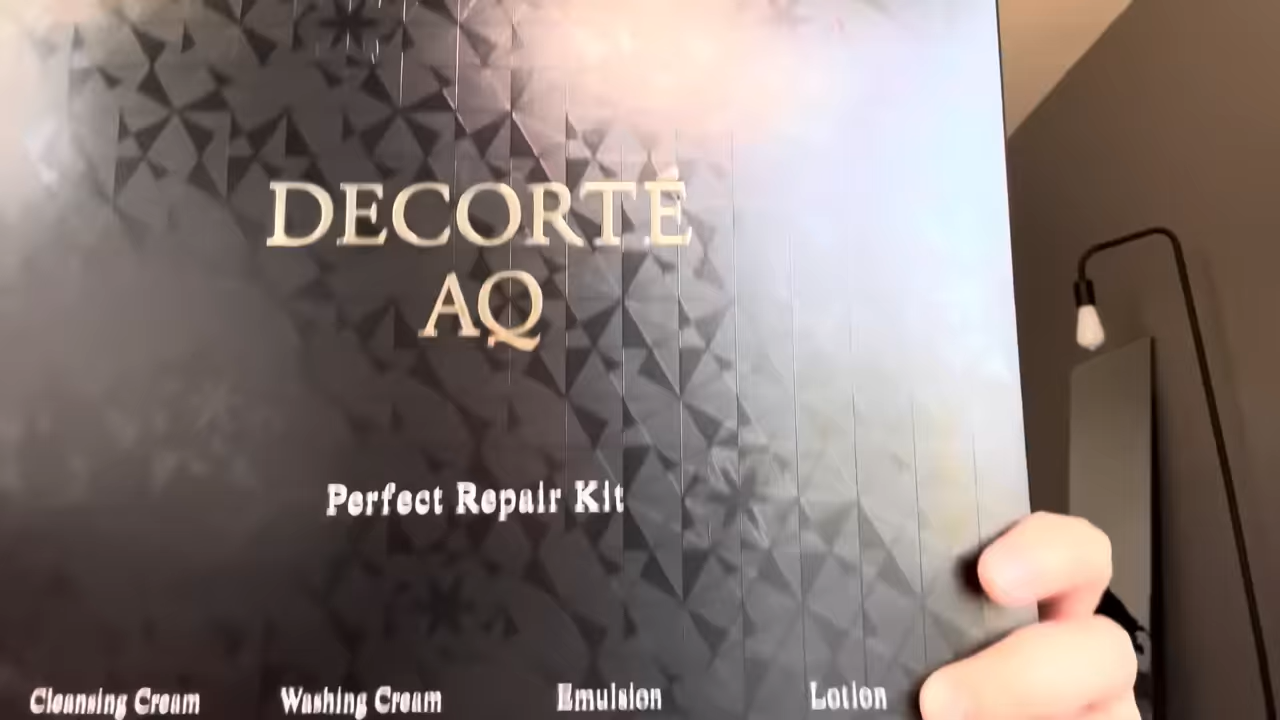 DECORTÉ
AQ
Perfect Repair Kit
Cleansing Cream Washing Cream Emulsion Lotion